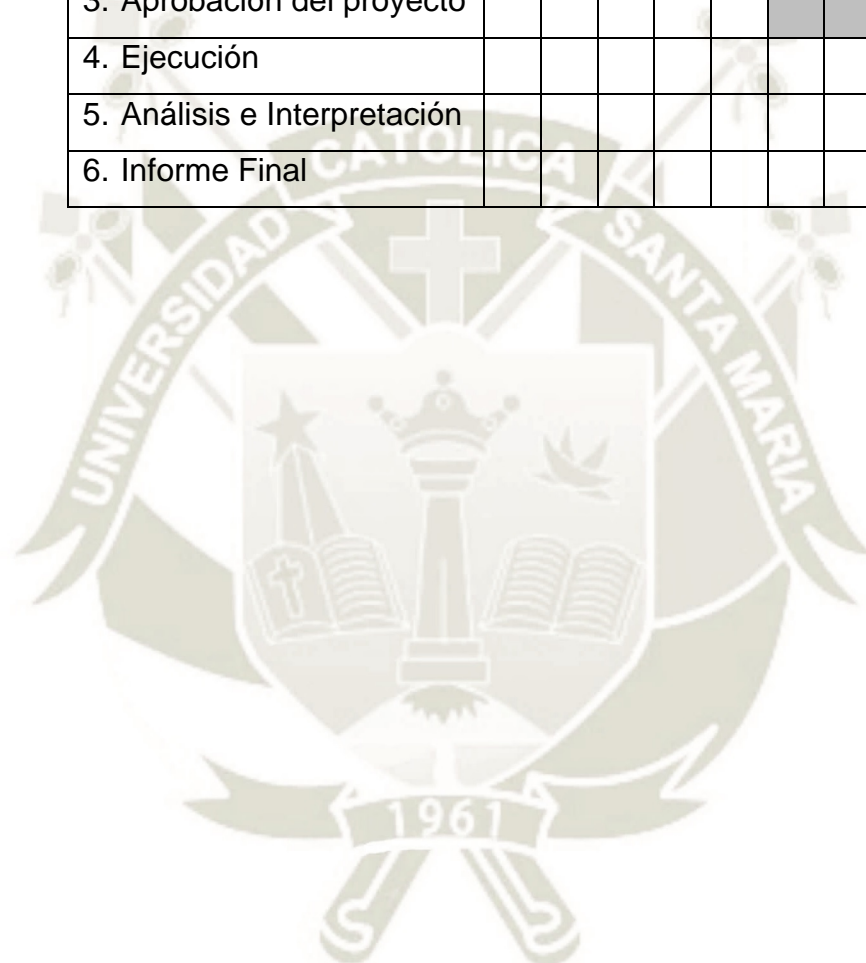 3. Aprobación del proyecto
4. Ejecución
5. Análisis e Interpretación
6. Informe Final
UNIVERSIDAD CATOLICA SANTA MARIA
1961